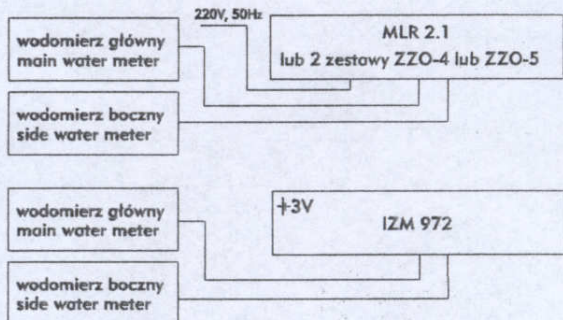 220V, 50Hz
wodomierz główny
main water meter
MLR 2.1
lub 2 zestawy ZZO-4 lub ZZO-5
wodomierz boczny
side water meter
wodomierz główny
main water meter
+3V
IZM 972
wodomierz boczny
side water meter